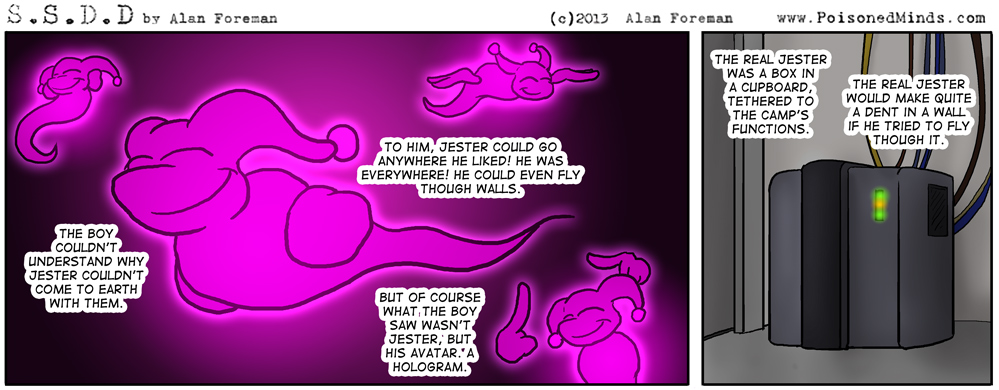 S.S.D.D by Alan Foreman (c)2013 Alan Foreman www.PoisonedMinds.com
THE BOY
COULDN'T
UNDERSTAND WHY
JESTER COULDN'T
COME TO EARTH
WITH THEM.
TO HIM, JESTER COULD GO
ANYWHERE HE LIKED! HE WAS
EVERYWHERE! HE COULD EVEN FLY
THOUGH WALLS.
BUT OF COURSE
WHAT THE BOY
SAW WASN'T
JESTER, BUT
HIS AVATAR. A
HOLOGRAM.
THE REAL JESTER
WAS A BOX IN
A CUPBOARD,
TETHERED TO
THE CAMP'S
FUNCTIONS.
THE REAL JESTER
WOULD MAKE QUITE
A DENT IN A WALL
IF HE TRIED TO FLY
THOUGH IT.